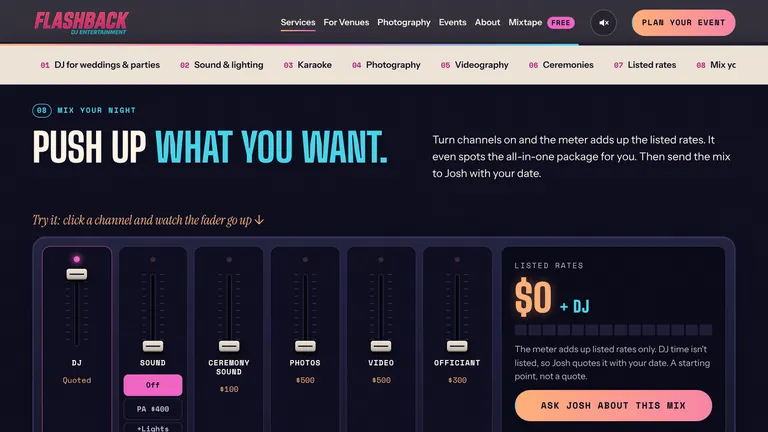 FLASHBACK
DJ ENTERTAINMENT
Services For Venues Photography Events About Mixtape FREE
PLAN YOUR EVENT
01 DJ for weddings & parties 02 Sound & lighting 03 Karaoke 04 Photography 05 Videography 06 Ceremonies 07 Listed rates 08 Mix yo
08 MIX YOUR NIGHT
PUSH UP WHAT YOU WANT.
Turn channels on and the meter adds up the listed rates. It
even spots the all-in-one package for you. Then send the mix
to Josh with your date.
Try it: click a channel and watch the fader go up ↓
DJ
Quoted
SOUND
Off
PA $400
+Lights
CEREMONY
SOUND
$100
PHOTOS
$500
VIDEO
$500
OFFICIANT
$300
LISTED RATES
$0 + DJ
The meter adds up listed rates only. DJ time isn't
listed, so Josh quotes it with your date. A starting
point, not a quote.
ASK JOSH ABOUT THIS MIX